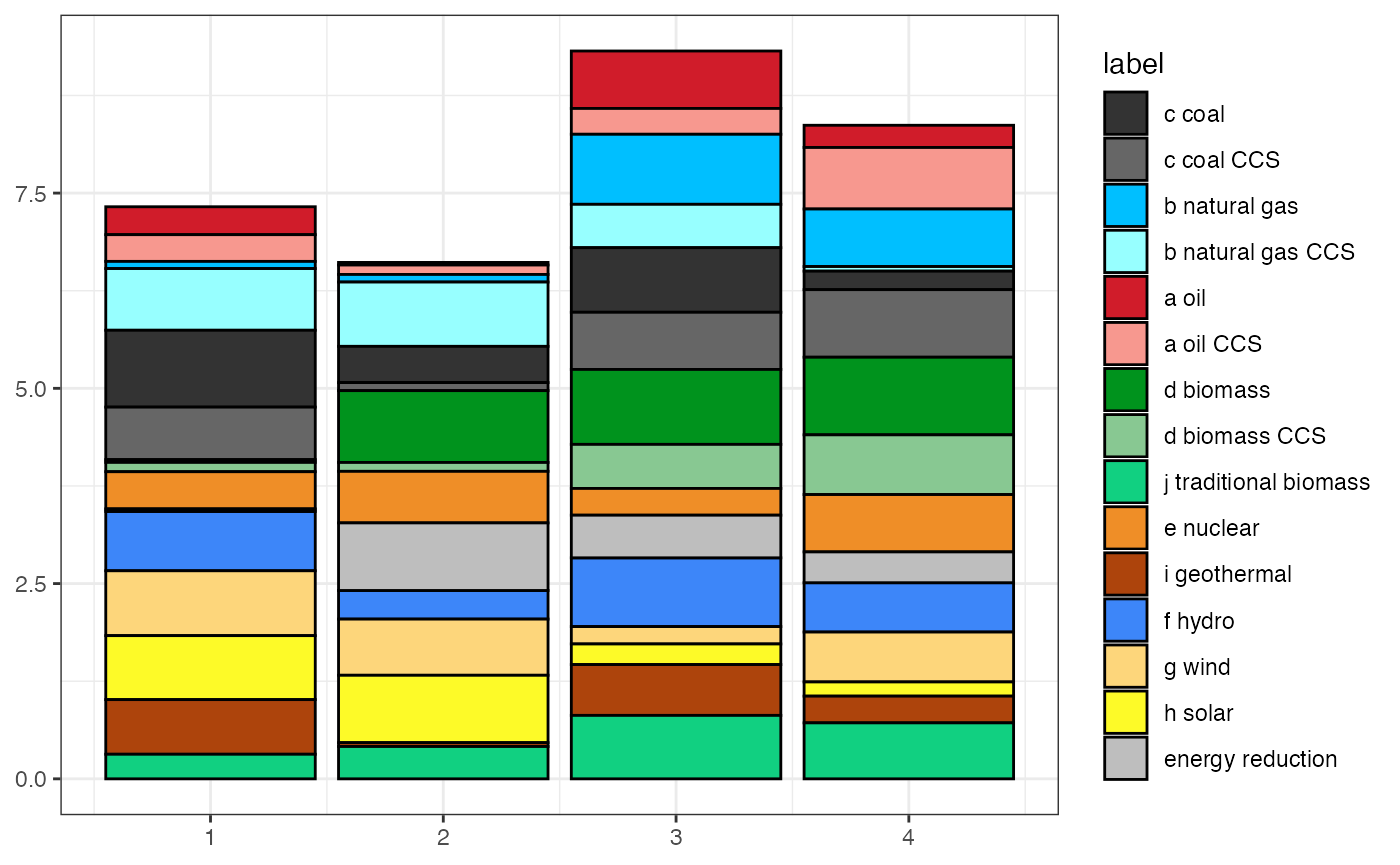 7.5
5.0
2.5
0.0
1
2
3
4
label
c coal
c coal CCS
b natural gas
b natural gas CCS
a oil
a oil CCS
d biomass
d biomass CCS
j traditional biomass
e nuclear
i geothermal
f hydro
g wind
h solar
energy reduction